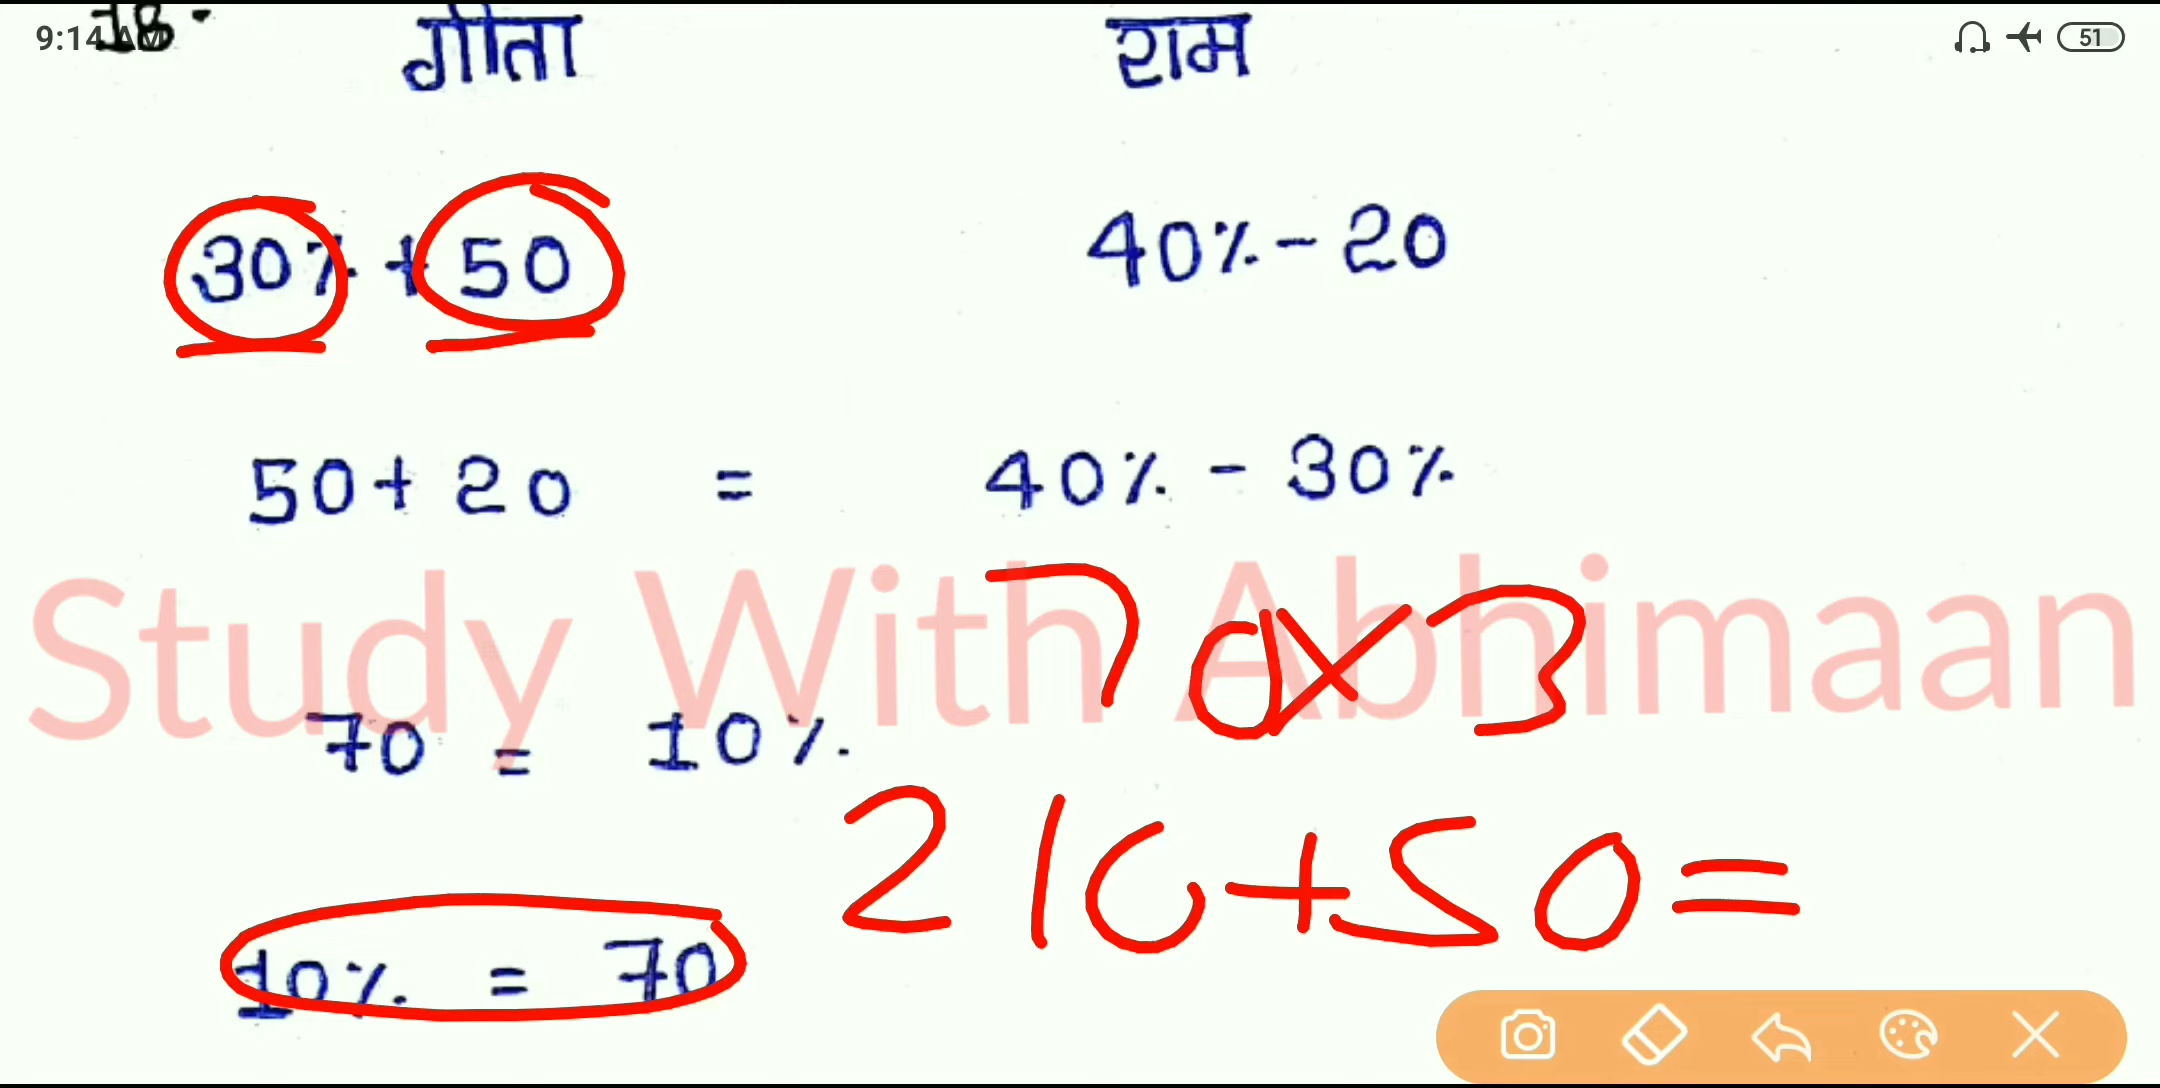 9:14 AM 51
18.
गीता राम
30% + 50 40% - 20
50 + 20 = 40% - 30%
Study With Abhimaan
70 × 3
70 = 10%.
210 + 50 =
10%. = 70